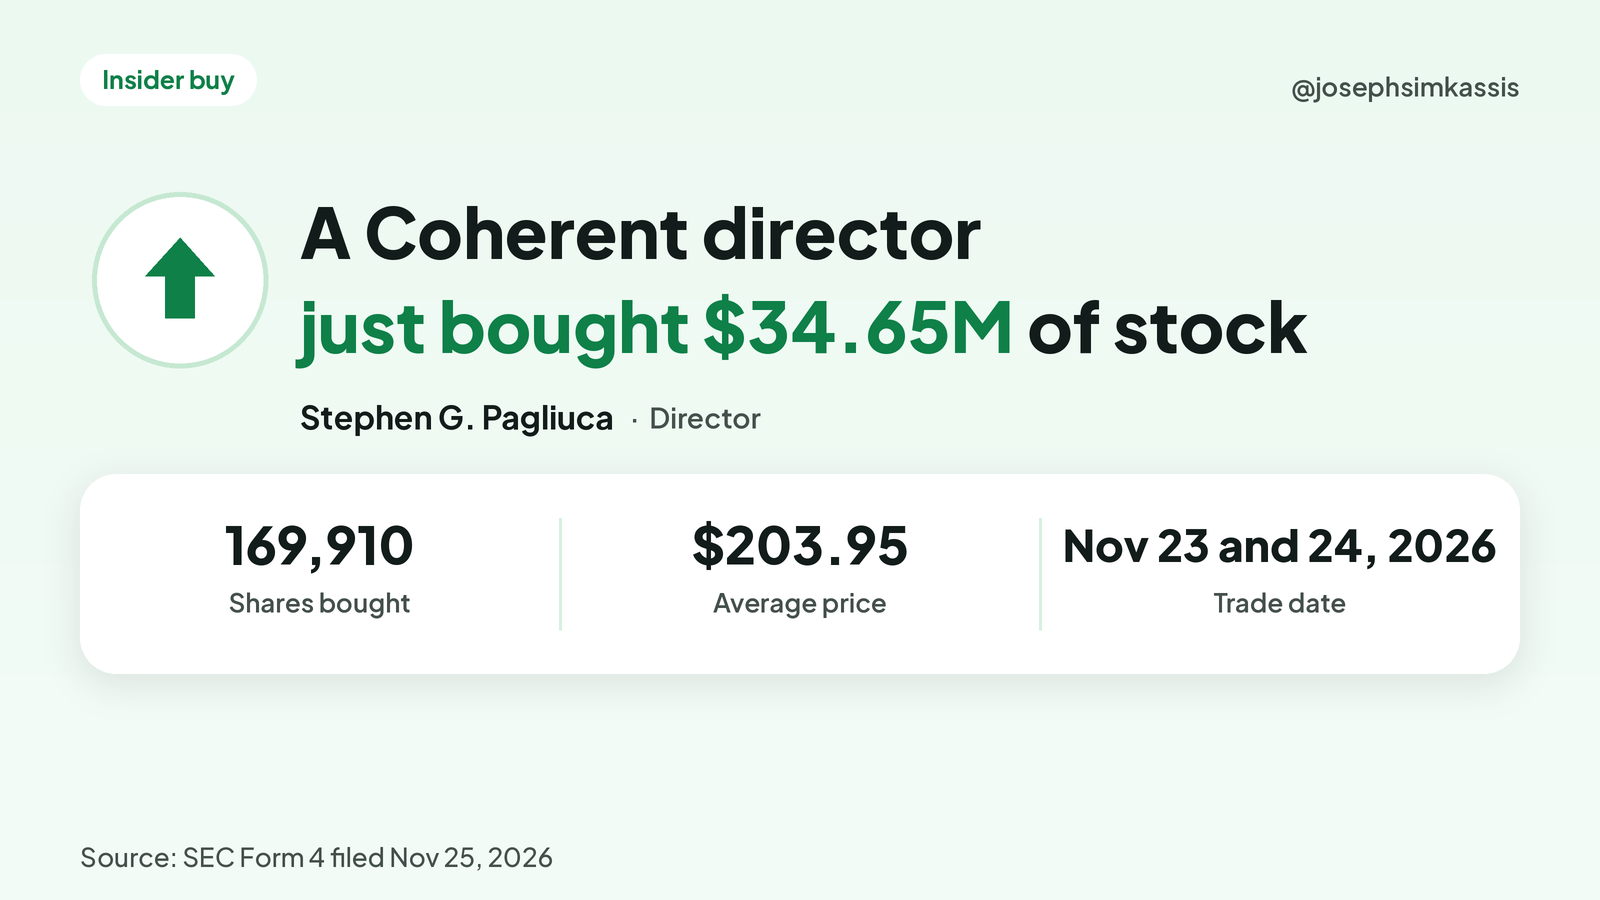 Insider buy
@josephsimkassis
A Coherent director
just bought $34.65M of stock
Stephen G. Pagliuca · Director
169,910
Shares bought
$203.95
Average price
Nov 23 and 24, 2026
Trade date
Source: SEC Form 4 filed Nov 25, 2026